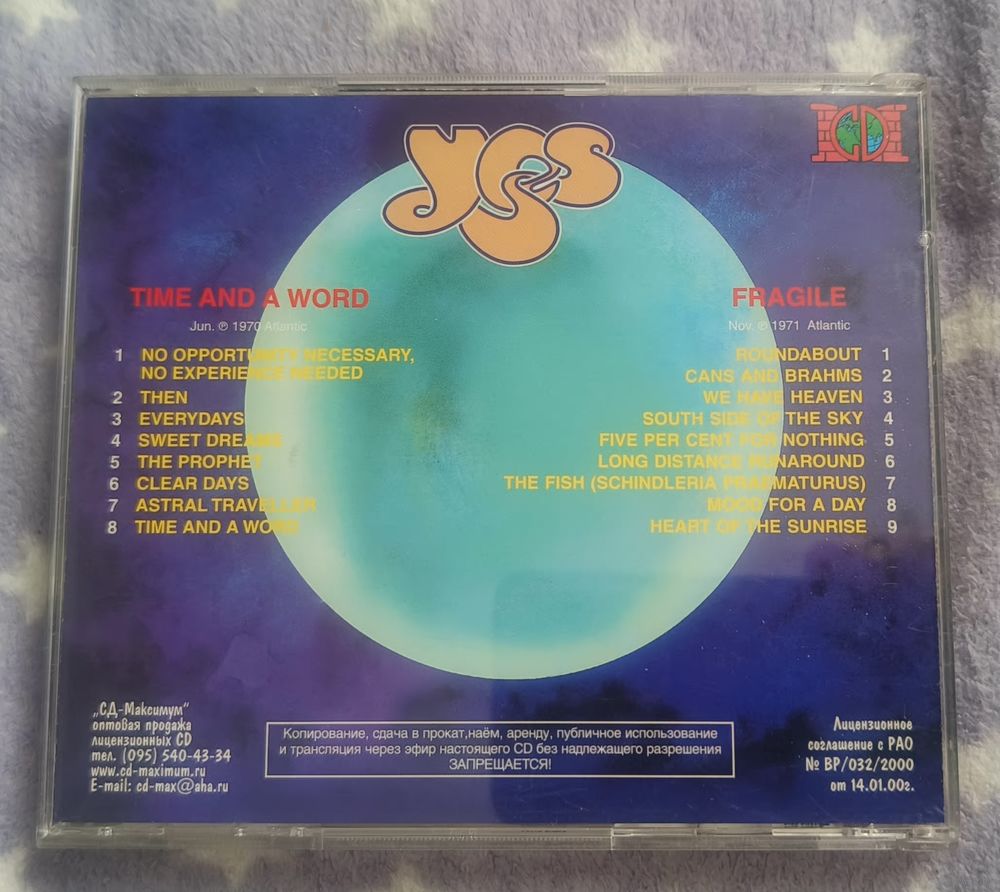 yes
CD
TIME AND A WORD
Jun. ℗ 1970 Atlantic
1 NO OPPORTUNITY NECESSARY,
NO EXPERIENCE NEEDED
2 THEN
3 EVERYDAYS
4 SWEET DREAMS
5 THE PROPHET
6 CLEAR DAYS
7 ASTRAL TRAVELLER
8 TIME AND A WORD
FRAGILE
Nov. ℗ 1971 Atlantic
ROUNDABOUT 1
CANS AND BRAHMS 2
WE HAVE HEAVEN 3
SOUTH SIDE OF THE SKY 4
FIVE PER CENT FOR NOTHING 5
LONG DISTANCE RUNAROUND 6
THE FISH (SCHINDLERIA PRAEMATURUS) 7
MOOD FOR A DAY 8
HEART OF THE SUNRISE 9
„СД-Максимум"
оптовая продажа
лицензионных CD
тел. (095) 540-43-34
www.cd-maximum.ru
E-mail: cd-max@aha.ru
Копирование, сдача в прокат,наём, аренду, публичное использование
и трансляция через эфир настоящего CD без надлежащего разрешения
ЗАПРЕЩАЕТСЯ!
Лицензионное
соглашение с РАО
№ ВР/032/2000
от 14.01.00г.